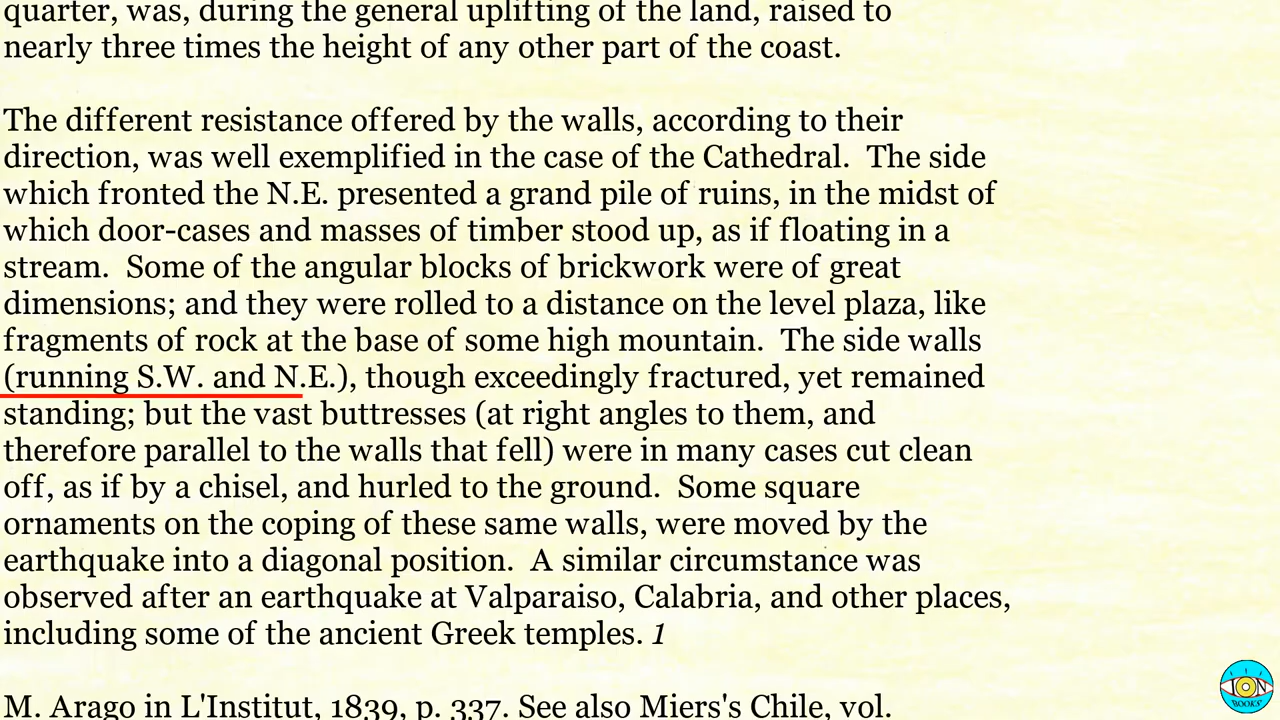 quarter, was, during the general uplifting of the land, raised to
nearly three times the height of any other part of the coast.
The different resistance offered by the walls, according to their
direction, was well exemplified in the case of the Cathedral.  The side
which fronted the N.E. presented a grand pile of ruins, in the midst of
which door-cases and masses of timber stood up, as if floating in a
stream.  Some of the angular blocks of brickwork were of great
dimensions; and they were rolled to a distance on the level plaza, like
fragments of rock at the base of some high mountain.  The side walls
(running S.W. and N.E.), though exceedingly fractured, yet remained
standing; but the vast buttresses (at right angles to them, and
therefore parallel to the walls that fell) were in many cases cut clean
off, as if by a chisel, and hurled to the ground.  Some square
ornaments on the coping of these same walls, were moved by the
earthquake into a diagonal position.  A similar circumstance was
observed after an earthquake at Valparaiso, Calabria, and other places,
including some of the ancient Greek temples. 1
M. Arago in L'Institut, 1839, p. 337. See also Miers's Chile, vol.
ION
BOOKS